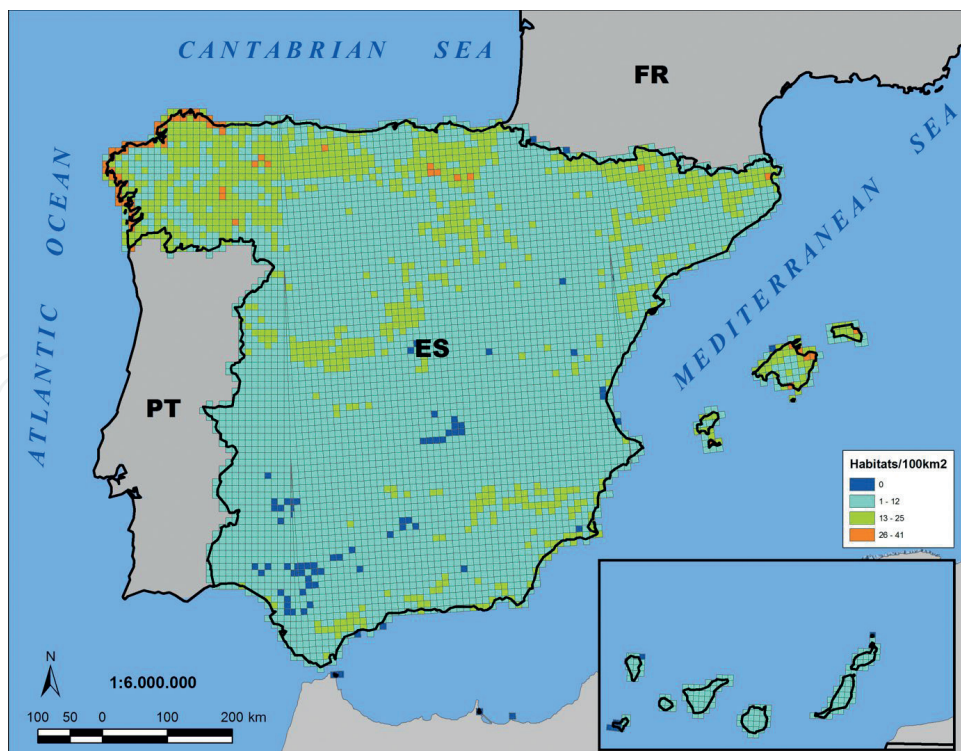 CANTABRIAN SEA
FR
ATLANTIC OCEAN
MEDITERRANEAN SEA
ES
PT
Habitats/100km2
0
1 - 12
13 - 25
26 - 41
N
1:6.000.000
100 50 0 100 200 km